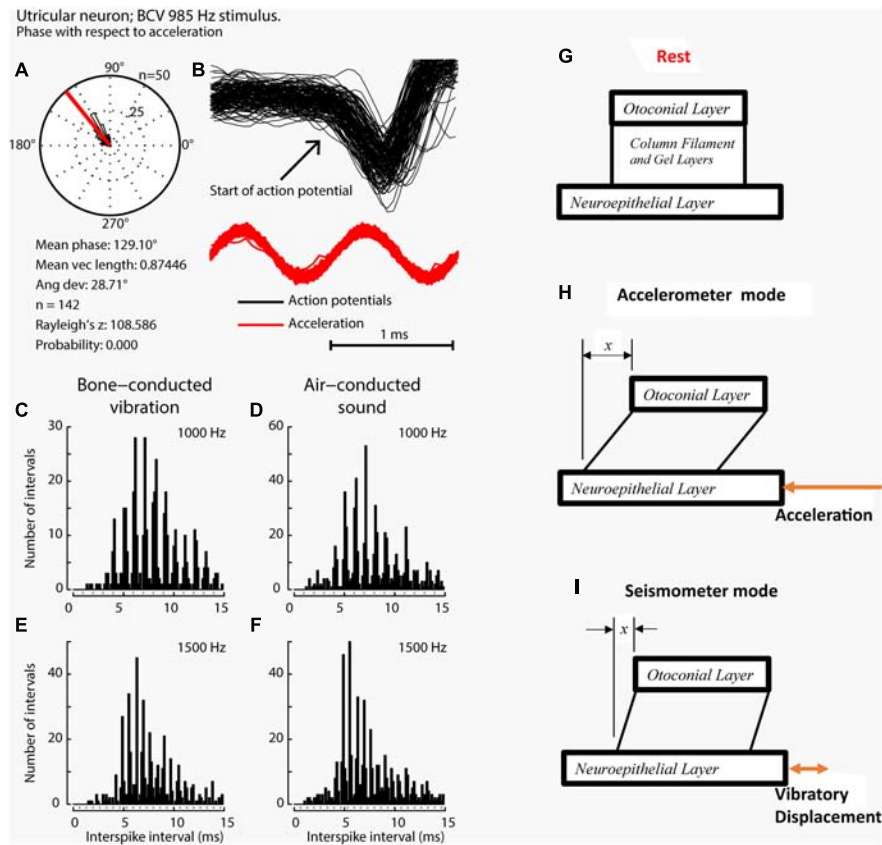 Utricular neuron; BCV 985 Hz stimulus.
Phase with respect to acceleration
A
90°
n=50
25
180°
0°
270°
Mean phase: 129.10°
Mean vec length: 0.87446
Ang dev: 28.71°
n = 142
Rayleigh's z: 108.586
Probability: 0.000
B
Start of action potential
Action potentials
Acceleration
1 ms
Bone−conducted
vibration
Air−conducted
sound
C
1000 Hz
Number of intervals
30
20
10
0
0 5 10 15
D
1000 Hz
60
40
20
0
0 5 10 15
E
1500 Hz
Number of intervals
40
20
0
0 5 10 15
Interspike interval (ms)
F
1500 Hz
40
20
0
0 5 10 15
Interspike interval (ms)
G
Rest
Otoconial Layer
Column Filament
and Gel Layers
Neuroepithelial Layer
H
Accelerometer mode
x
Otoconial Layer
Neuroepithelial Layer
Acceleration
I
Seismometer mode
x
Otoconial Layer
Neuroepithelial Layer
Vibratory
Displacement